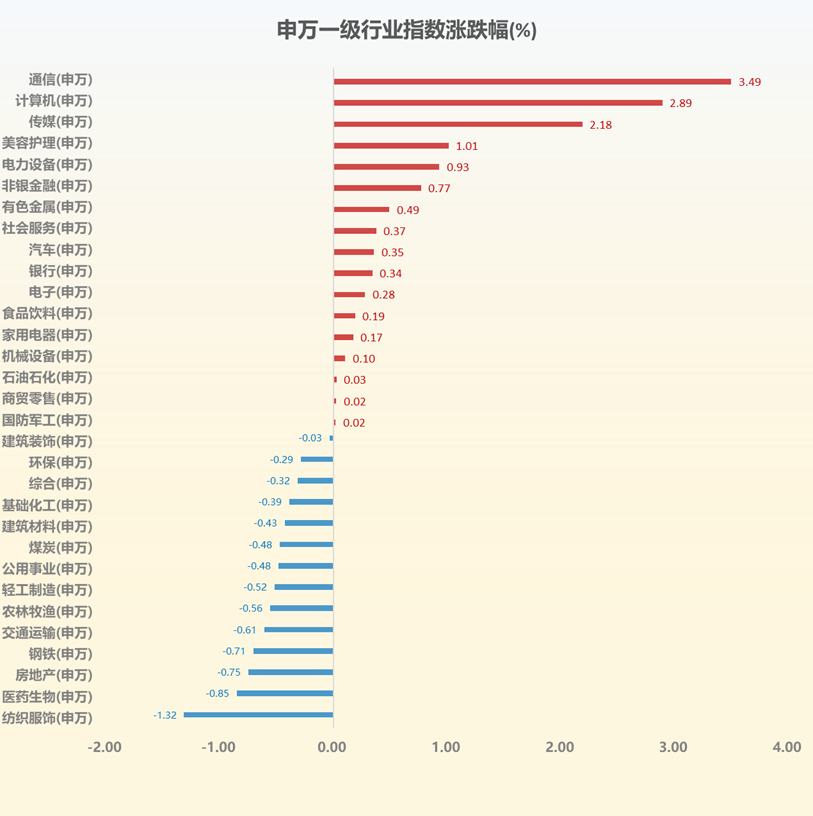 申万一级行业指数涨跌幅(%)
通信(申万) 3.49
计算机(申万) 2.89
传媒(申万) 2.18
美容护理(申万) 1.01
电力设备(申万) 0.93
非银金融(申万) 0.77
有色金属(申万) 0.49
社会服务(申万) 0.37
汽车(申万) 0.35
银行(申万) 0.34
电子(申万) 0.28
食品饮料(申万) 0.19
家用电器(申万) 0.17
机械设备(申万) 0.10
石油石化(申万) 0.03
商贸零售(申万) 0.02
国防军工(申万) 0.02
建筑装饰(申万) -0.03
环保(申万) -0.29
综合(申万) -0.32
基础化工(申万) -0.39
建筑材料(申万) -0.43
煤炭(申万) -0.48
公用事业(申万) -0.48
轻工制造(申万) -0.52
农林牧渔(申万) -0.56
交通运输(申万) -0.61
钢铁(申万) -0.71
房地产(申万) -0.75
医药生物(申万) -0.85
纺织服饰(申万) -1.32
-2.00 -1.00 0.00 1.00 2.00 3.00 4.00